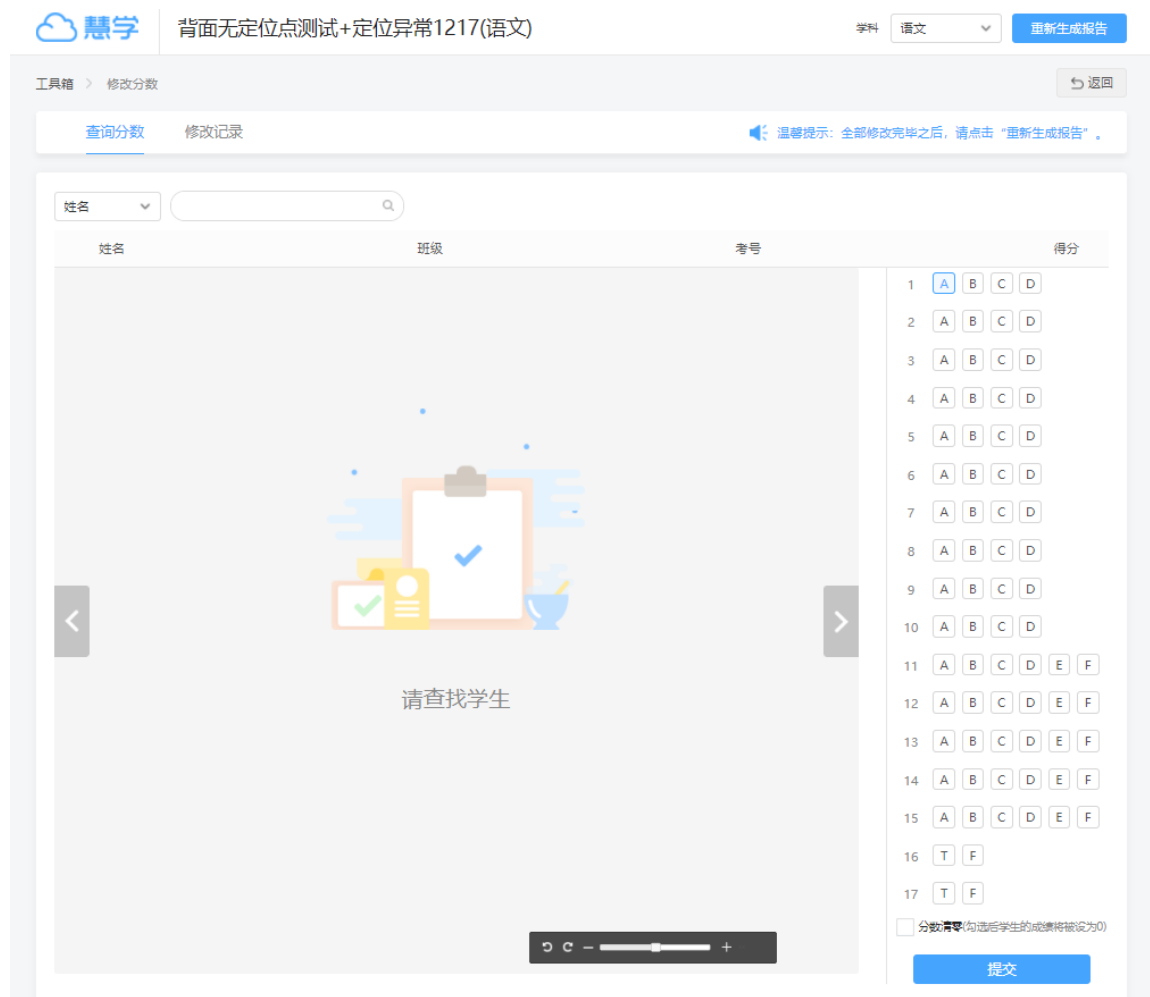 慧学 背面无定位点测试+定位异常1217(语文) 学科 语文 重新生成报告
工具箱 > 修改分数 返回
查询分数 修改记录 温馨提示：全部修改完毕之后，请点击“重新生成报告”。
姓名
姓名 班级 考号 得分
1 A B C D
2 A B C D
3 A B C D
4 A B C D
5 A B C D
6 A B C D
7 A B C D
8 A B C D
9 A B C D
10 A B C D
11 A B C D E F
请查找学生
12 A B C D E F
13 A B C D E F
14 A B C D E F
15 A B C D E F
16 T F
17 T F
分数清零(勾选后学生的成绩将被设为0)
提交